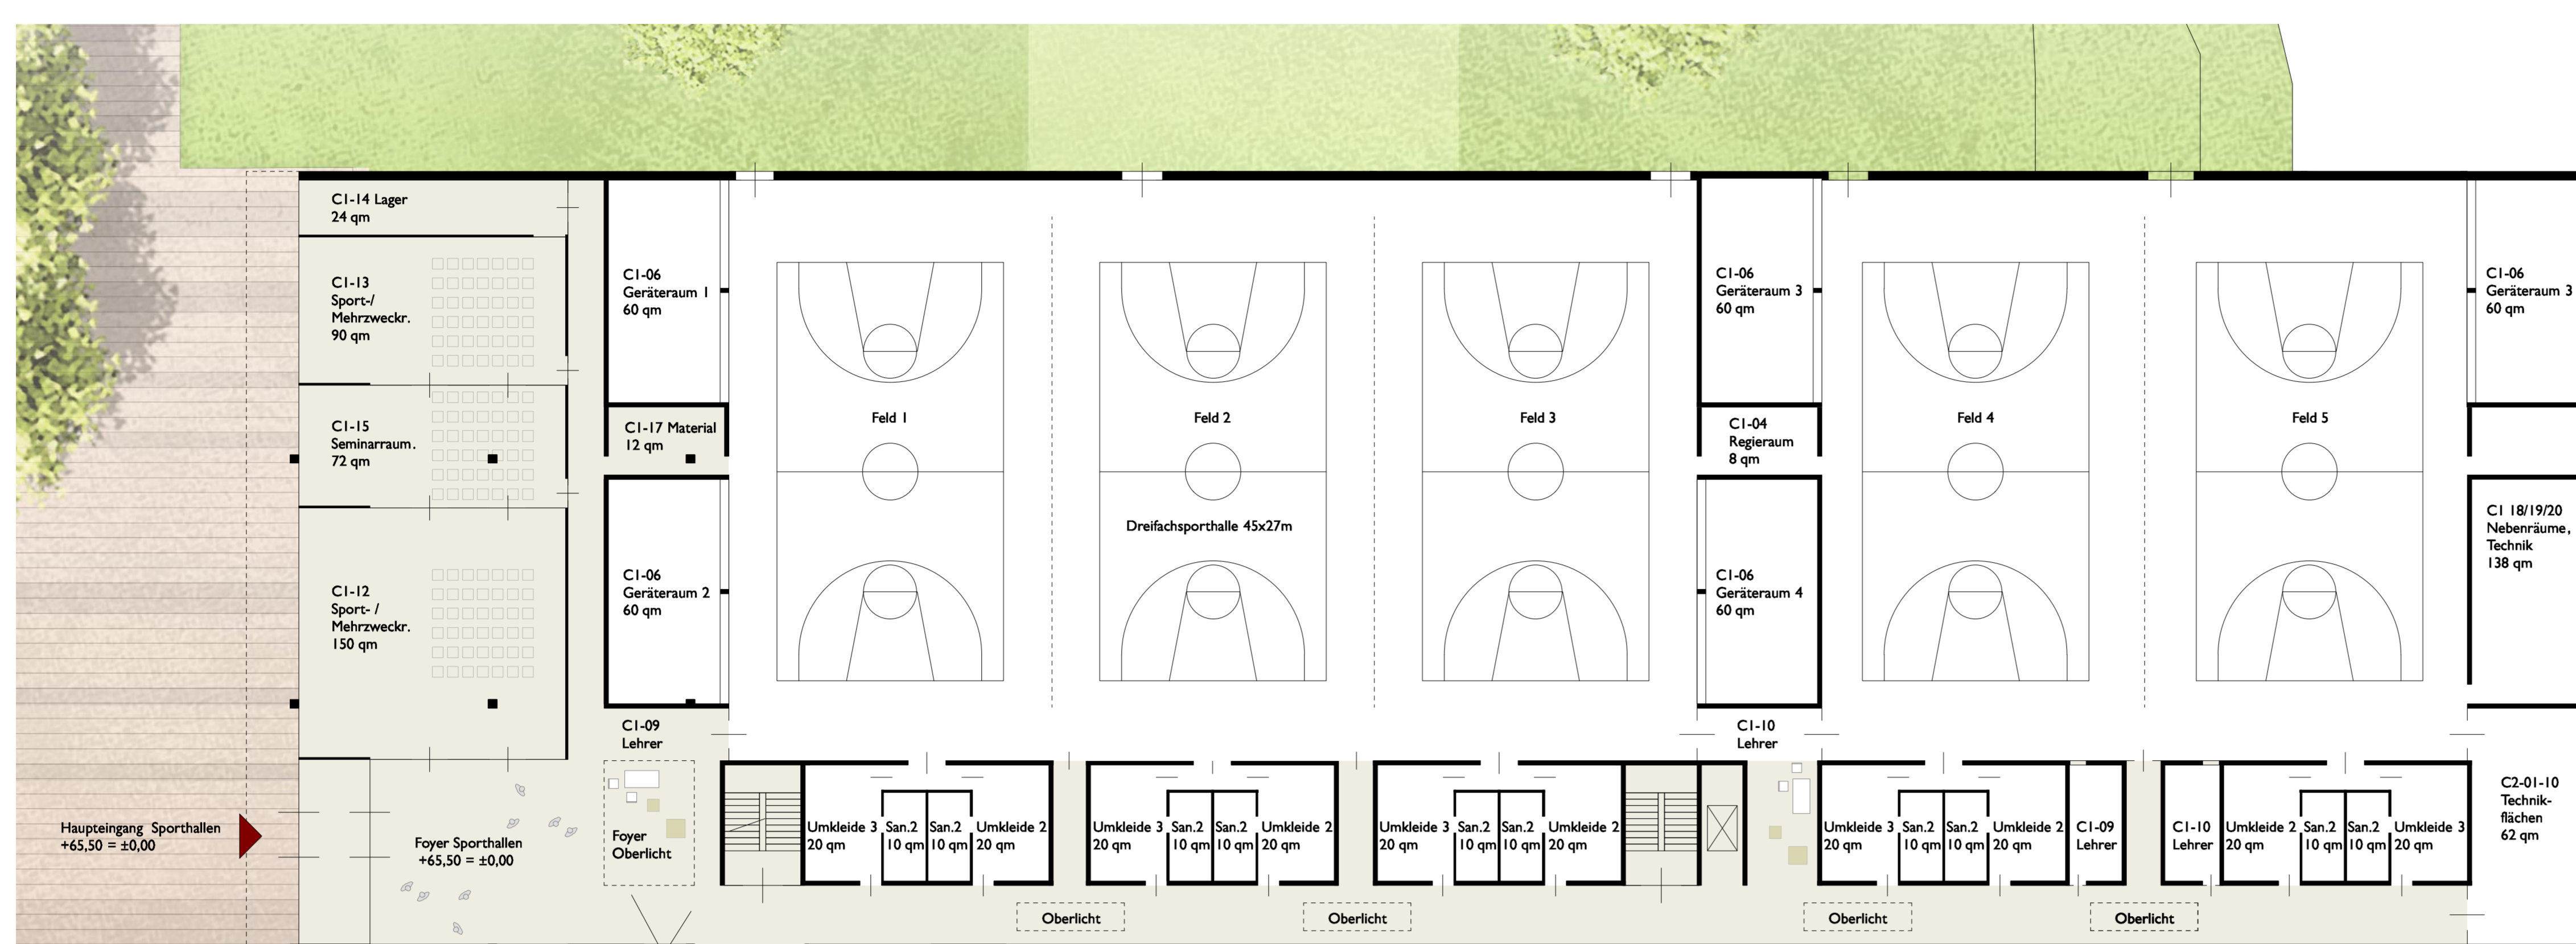 C1-14 Lager
24 qm
C1-13
Sport-/
Mehrzweckr.
90 qm
C1-15
Seminarraum.
72 qm
C1-12
Sport- /
Mehrzweckr.
150 qm
Haupteingang Sporthallen
+65,50 = ±0,00
Foyer Sporthallen
+65,50 = ±0,00
C1-06
Geräteraum 1
60 qm
C1-17 Material
12 qm
C1-06
Geräteraum 2
60 qm
C1-09
Lehrer
Foyer
Oberlicht
Feld 1
Feld 2
Feld 3
Dreifachsporthalle 45x27m
C1-06
Geräteraum 3
60 qm
C1-04
Regieraum
8 qm
C1-06
Geräteraum 4
60 qm
C1-10
Lehrer
Feld 4
Feld 5
C1-06
Geräteraum 3
60 qm
C1 18/19/20
Nebenräume,
Technik
138 qm
C2-01-10
Technik-
flächen
62 qm
Umkleide 3
20 qm
San.2
10 qm
San.2
10 qm
Umkleide 2
20 qm
Umkleide 3
20 qm
San.2
10 qm
San.2
10 qm
Umkleide 2
20 qm
Umkleide 3
20 qm
San.2
10 qm
San.2
10 qm
Umkleide 2
20 qm
Umkleide 3
20 qm
San.2
10 qm
San.2
10 qm
Umkleide 2
20 qm
C1-09
Lehrer
C1-10
Lehrer
Umkleide 2
20 qm
San.2
10 qm
San.2
10 qm
Umkleide 3
20 qm
Oberlicht
Oberlicht
Oberlicht
Oberlicht